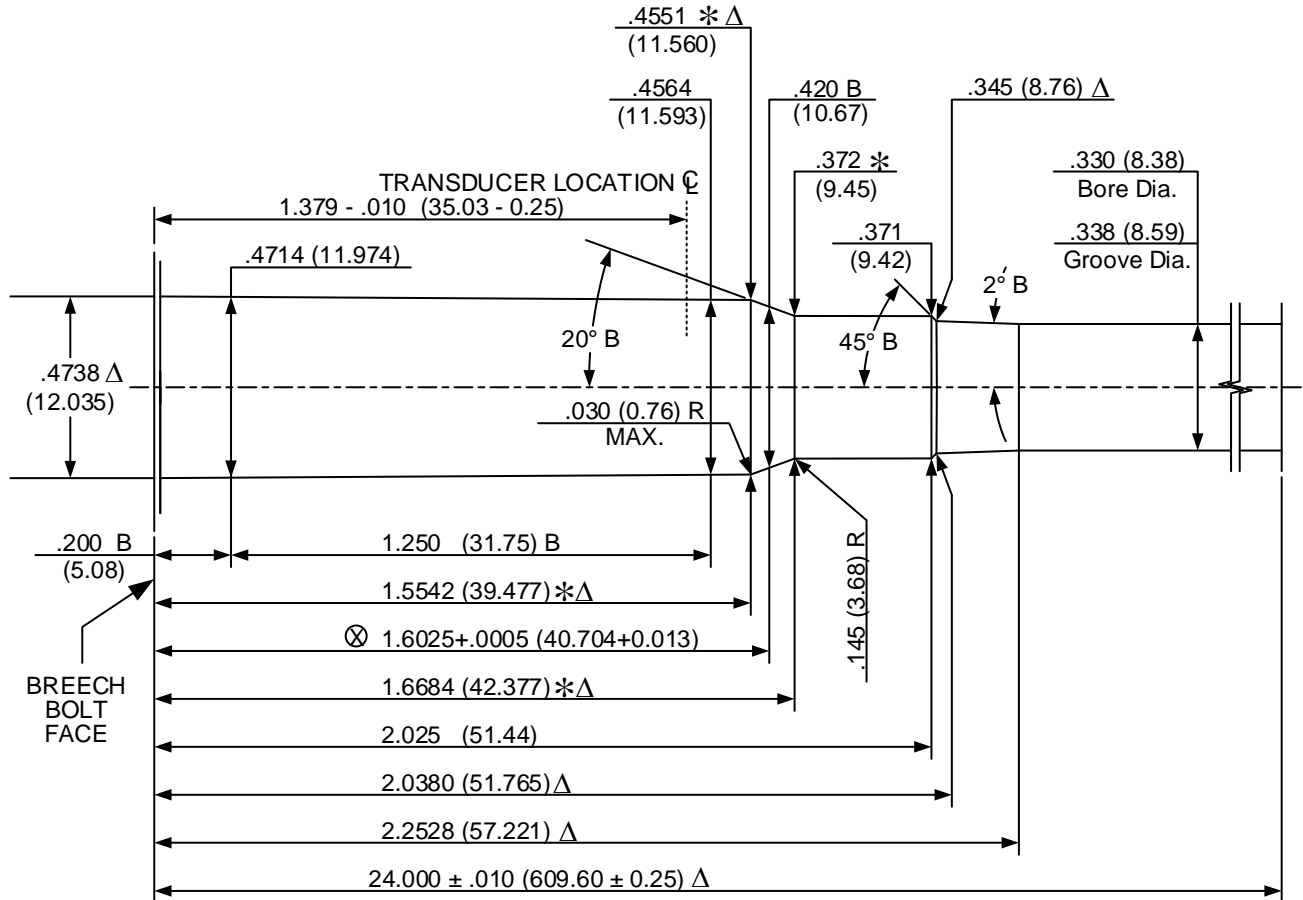 .4551 ✻ Δ
(11.560)
.4564
(11.593)
.420 B
(10.67)
.345 (8.76) Δ
.372 ✻
(9.45)
.330 (8.38)
Bore Dia.
TRANSDUCER LOCATION ℄
1.379 - .010 (35.03 - 0.25)
.4714 (11.974)
.371
(9.42)
.338 (8.59)
Groove Dia.
2° B
20° B
45° B
.4738 Δ
(12.035)
.030 (0.76) R
MAX.
.200 B
(5.08)
1.250 (31.75) B
.145 (3.68) R
1.5542 (39.477) ✻Δ
⊗ 1.6025+.0005 (40.704+0.013)
BREECH
BOLT
FACE
1.6684 (42.377) ✻Δ
2.025 (51.44)
2.0380 (51.765) Δ
2.2528 (57.221) Δ
24.000 ± .010 (609.60 ± 0.25) Δ